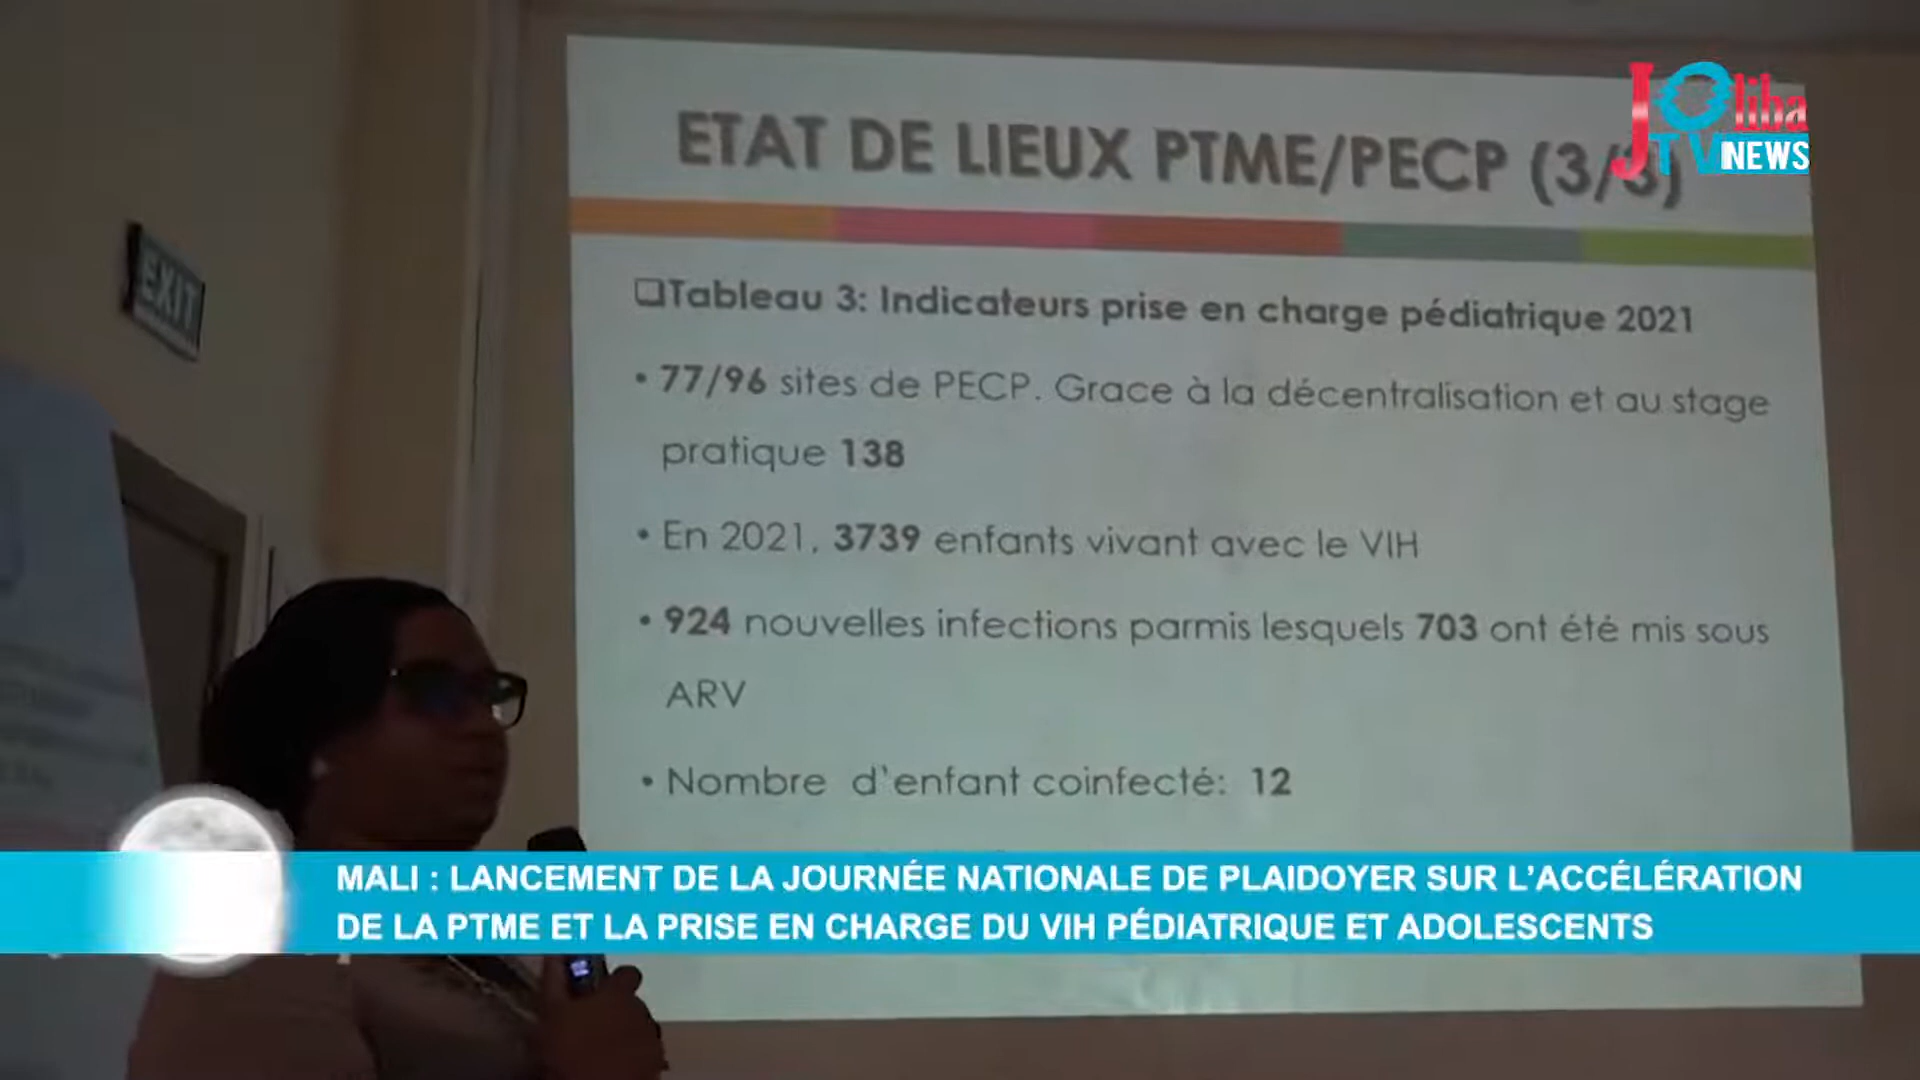 ETAT DE LIEUX PTME/PECP (3/3)
Joliba
TV NEWS
EXIT
❑Tableau 3: Indicateurs prise en charge pédiatrique 2021
• 77/96 sites de PECP. Grace à la décentralisation et au stage
pratique 138
• En 2021, 3739 enfants vivant avec le VIH
• 924 nouvelles infections parmis lesquels 703 ont été mis sous
ARV
• Nombre d'enfant coinfecté: 12
MALI : LANCEMENT DE LA JOURNÉE NATIONALE DE PLAIDOYER SUR L'ACCÉLÉRATION
DE LA PTME ET LA PRISE EN CHARGE DU VIH PÉDIATRIQUE ET ADOLESCENTS